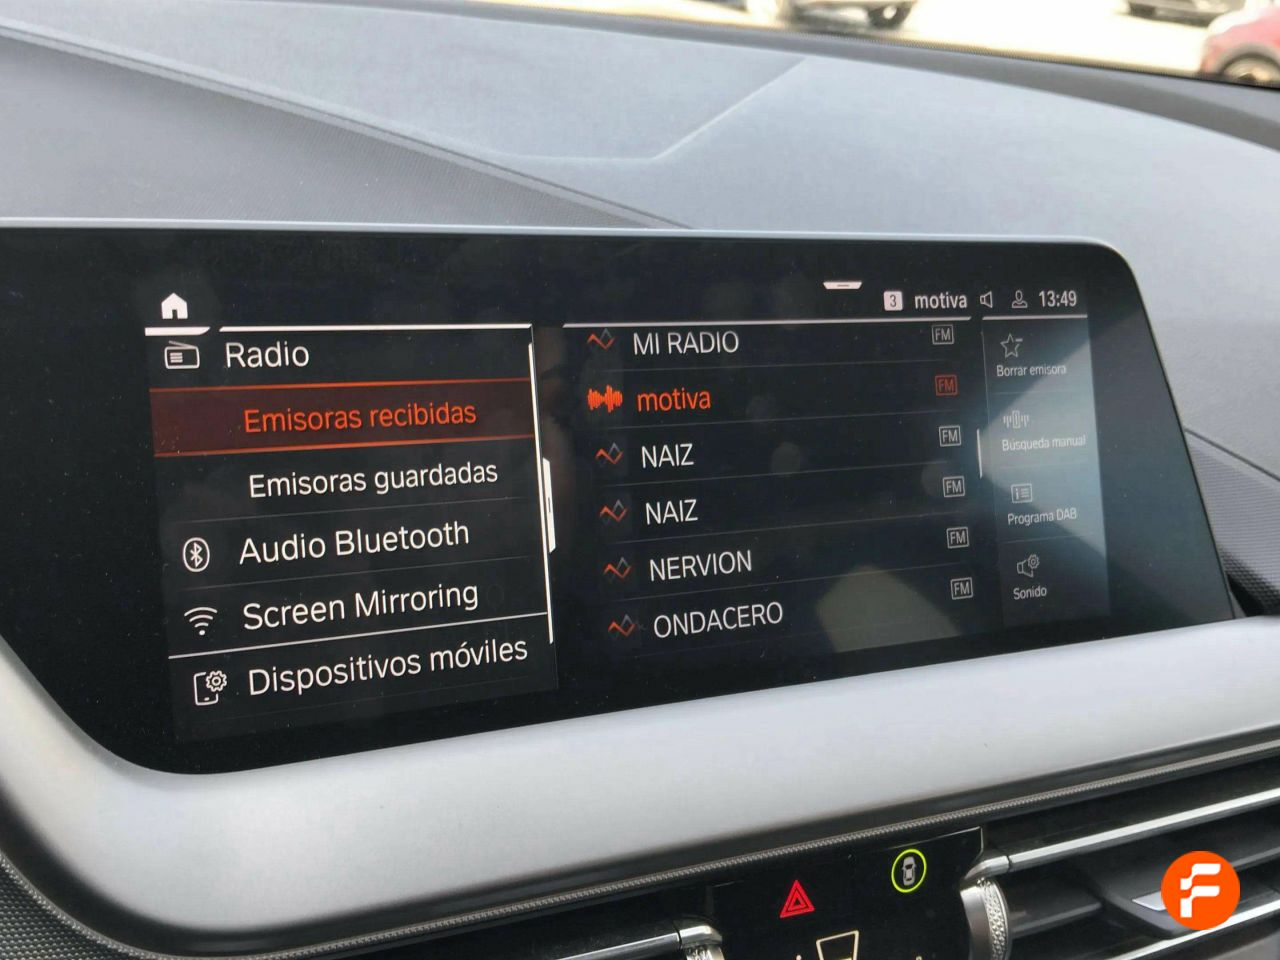 3 motiva 13:49
Radio
Emisoras recibidas
Emisoras guardadas
Audio Bluetooth
Screen Mirroring
Dispositivos móviles
MI RADIO FM
motiva FM
NAIZ FM
NAIZ FM
NERVION FM
ONDACERO FM
Borrar emisora
Búsqueda manual
Programa DAB
Sonido